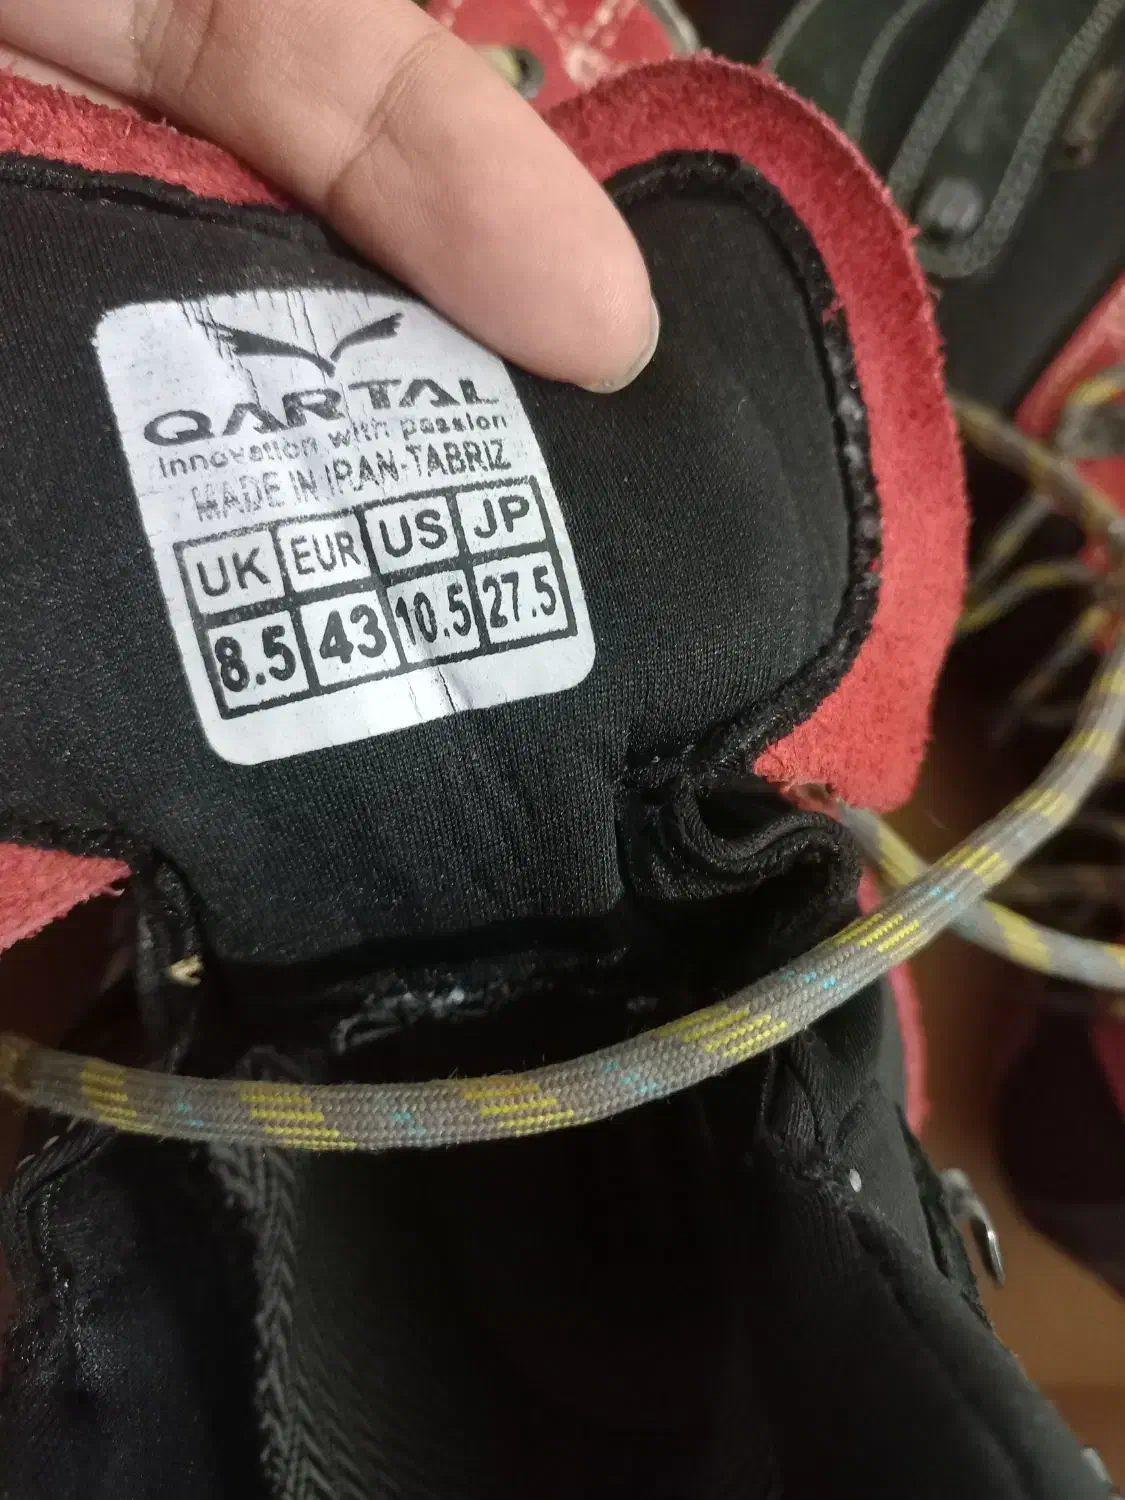 QARTAL
Innovation with passion
MADE IN IRAN-TABRIZ
UK EUR US JP
8.5 43 10.5 27.5